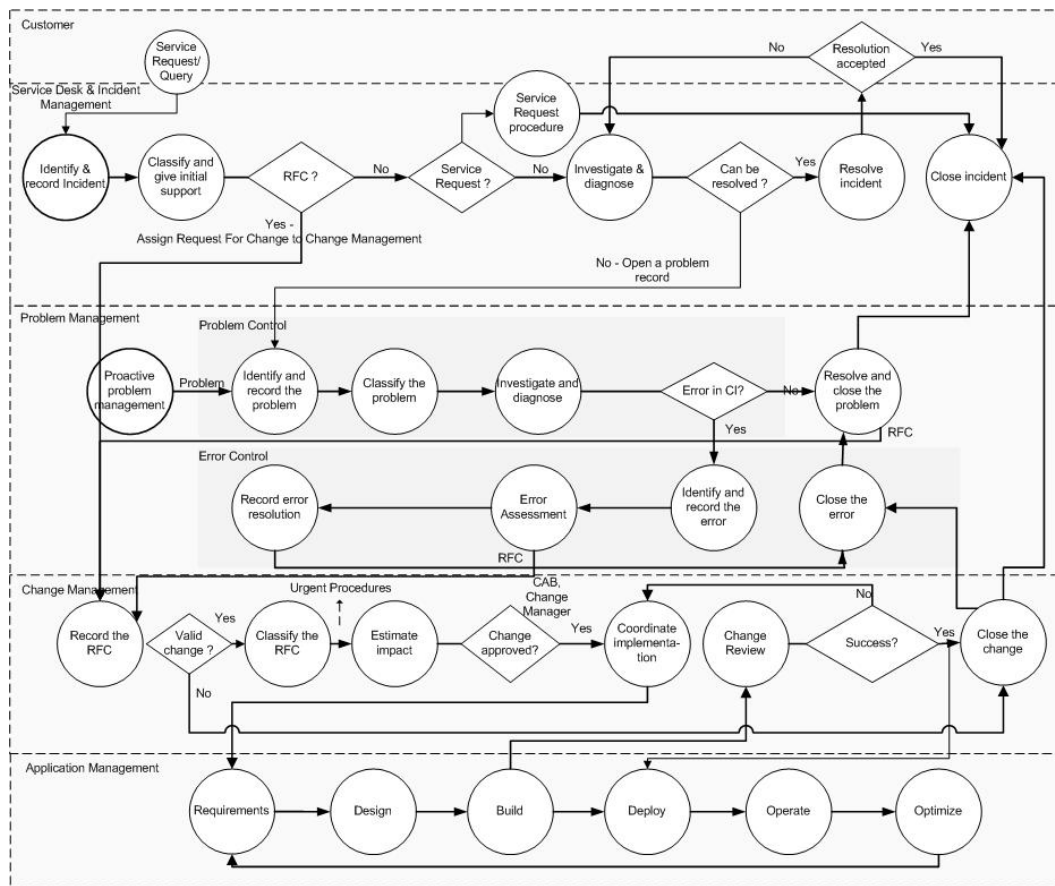 Customer
Service
Request/
Query
No
Resolution
accepted
Yes
Service Desk & Incident
Management
Service
Request
procedure
Identify &
record Incident
Classify and
give initial
support
RFC ?
No
Service
Request ?
No
Investigate &
diagnose
Can be
resolved ?
Yes
Resolve
incident
Close incident
Yes -
Assign Request For Change to Change Management
No - Open a problem
record
Problem Management
Problem Control
Proactive
problem
management
Problem
Identify and
record the
problem
Classify the
problem
Investigate and
diagnose
Error in CI?
No
Resolve and
close the
problem
Yes
RFC
Error Control
Record error
resolution
Error
Assessment
Identify and
record the
error
Close the
error
RFC
Change Management
Urgent Procedures
CAB,
Change
Manager
No
Record the
RFC
Valid
change ?
Yes
Classify the
RFC
Estimate
impact
Change
approved?
Yes
Coordinate
implementa-
tion
Change
Review
Success?
Yes
Close the
change
No
Application Management
Requirements
Design
Build
Deploy
Operate
Optimize